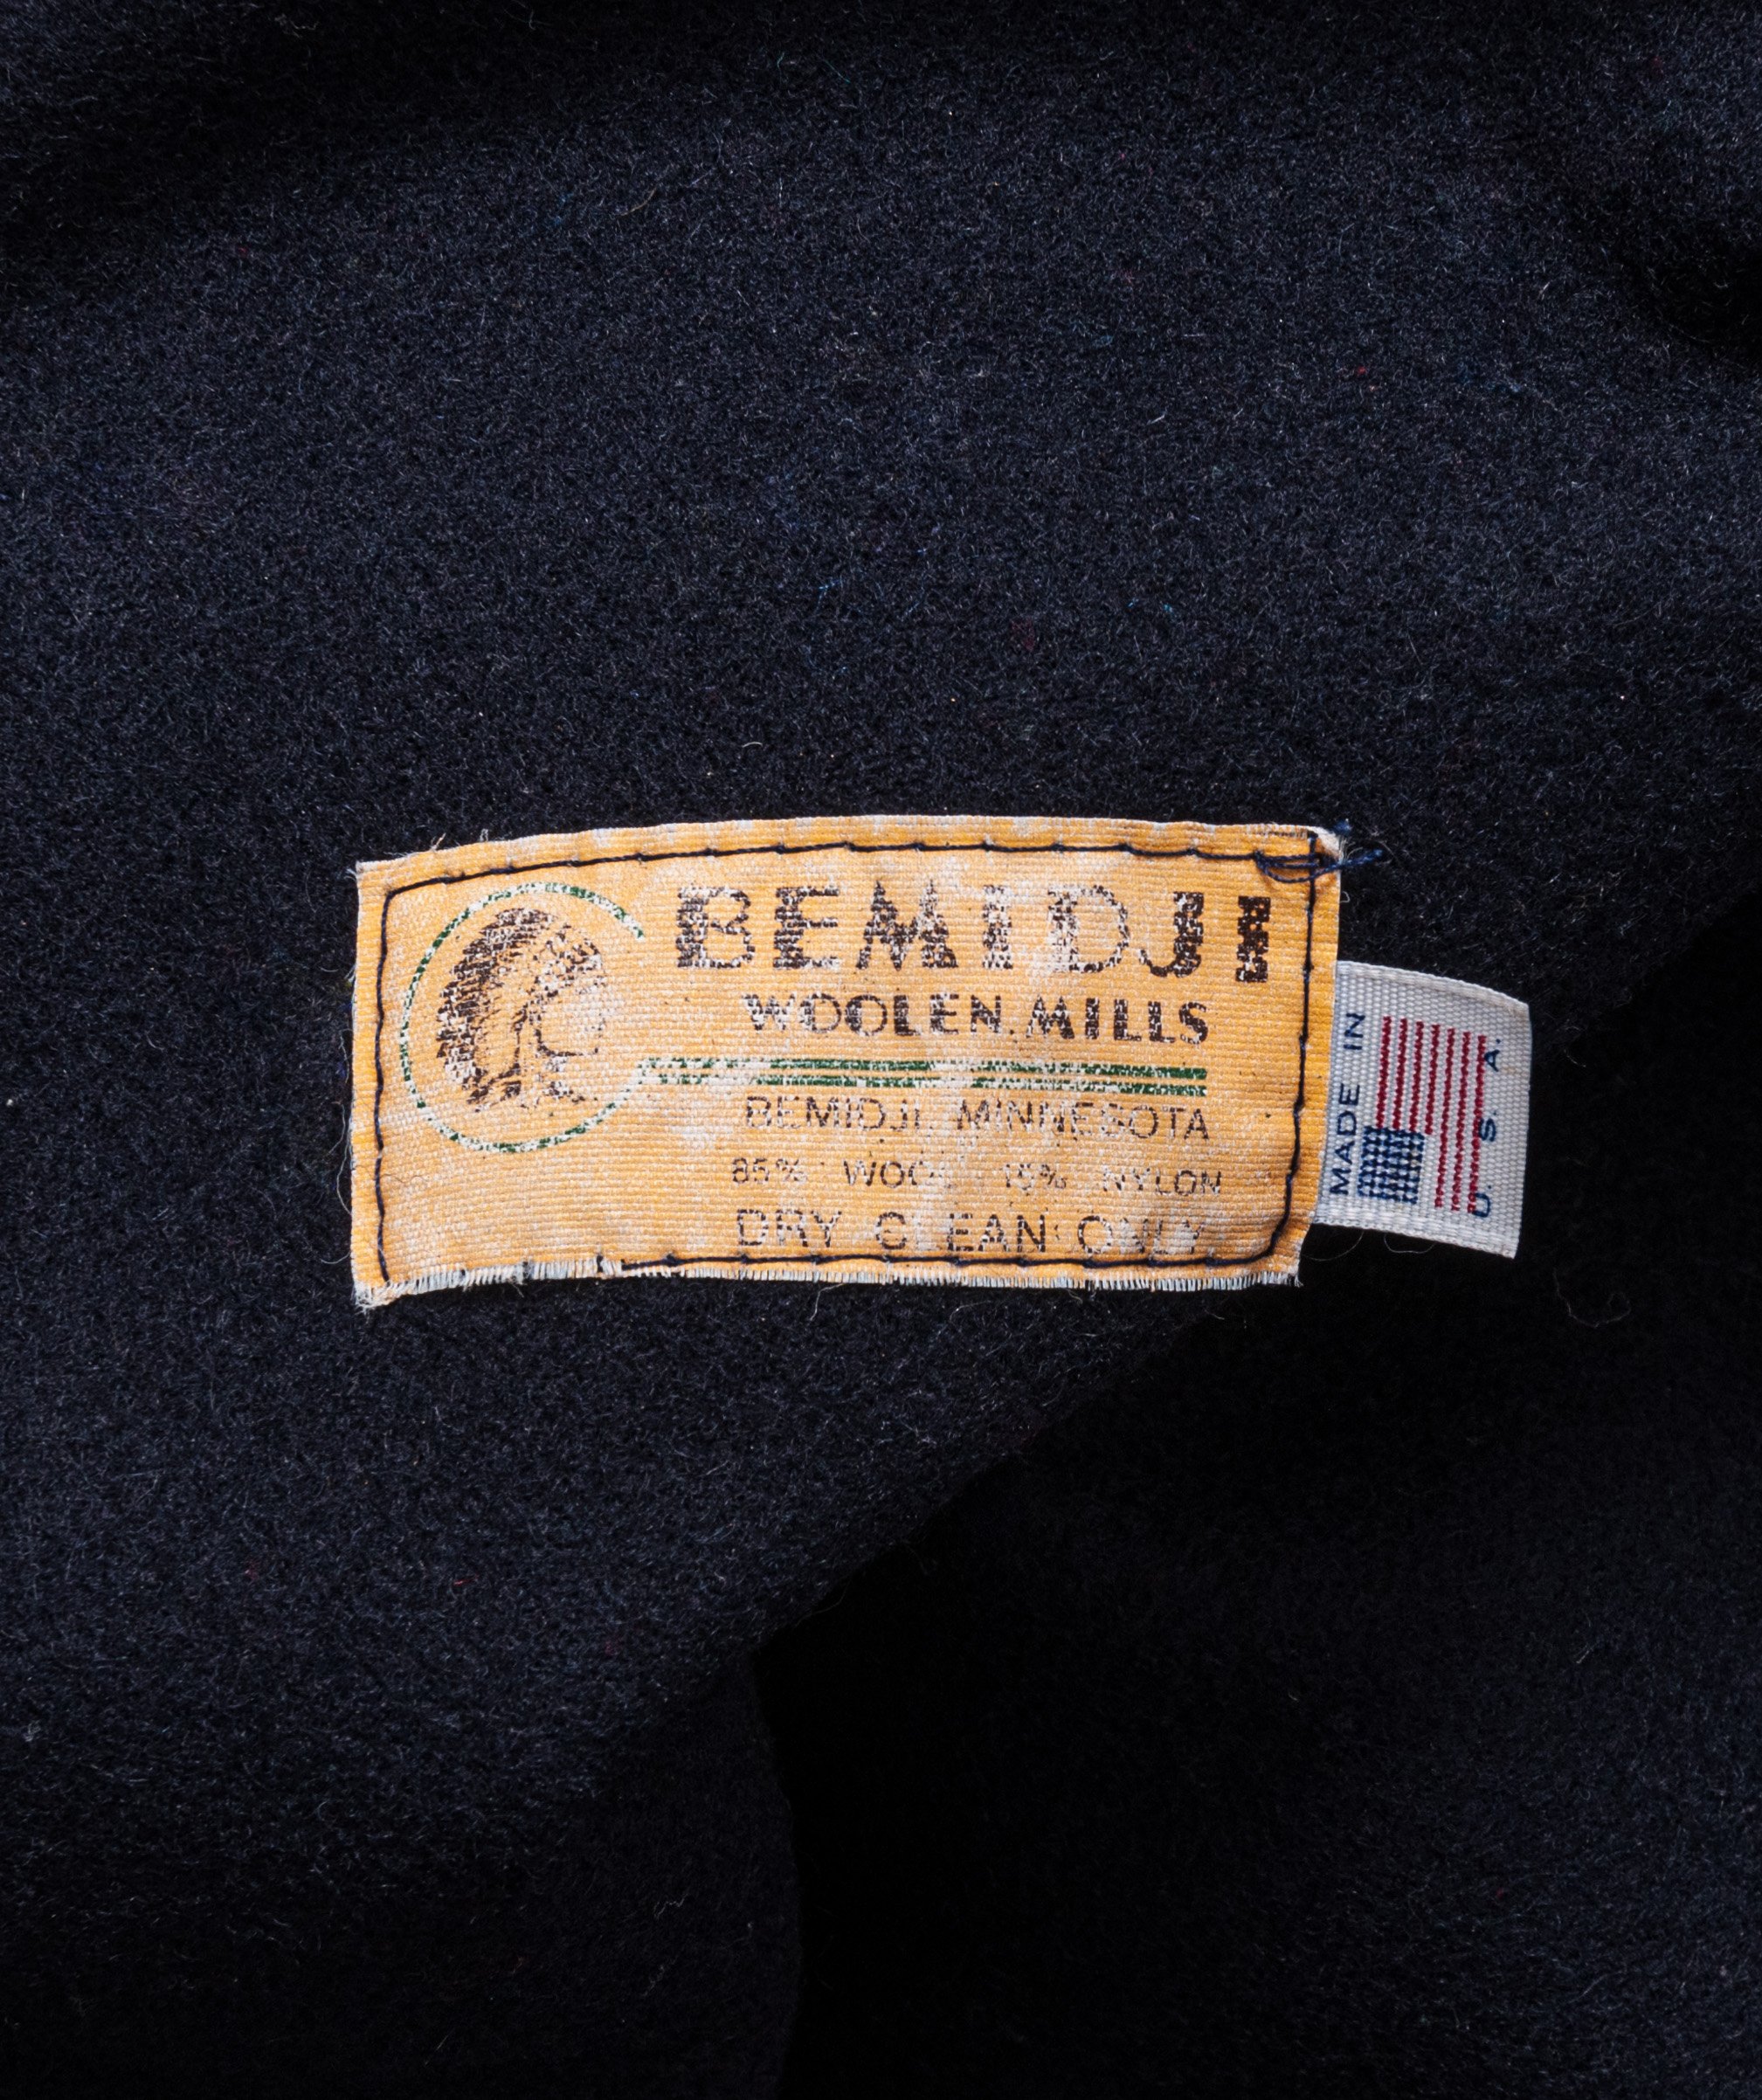 BEMIDJI
WOOLEN MILLS
BEMIDJI, MINNESOTA
85% WOOL 15% NYLON
DRY CLEAN ONLY
MADE IN
U. S. A.